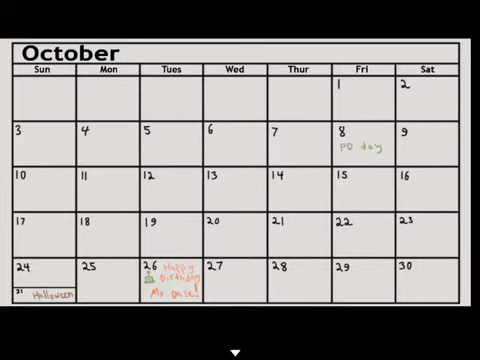 October
Sun Mon Tues Wed Thur Fri Sat
1 2
3 4 5 6 7 8 9
PD day
10 11 12 13 14 15 16
17 18 19 20 21 22 23
24 25 26 27 28 29 30
Happy
Birthday
Mr. Dale!
31 Halloween